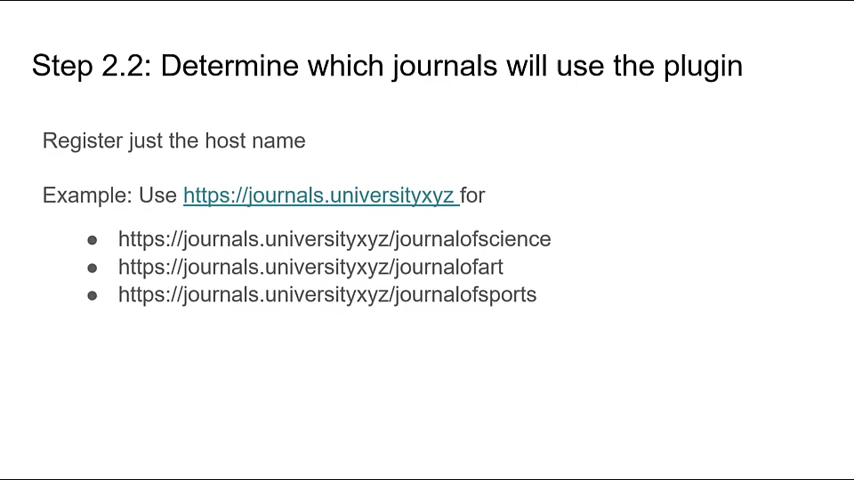 Step 2.2: Determine which journals will use the plugin
Register just the host name
Example: Use https://journals.universityxyz for
● https://journals.universityxyz/journalofscience
● https://journals.universityxyz/journalofart
● https://journals.universityxyz/journalofsports